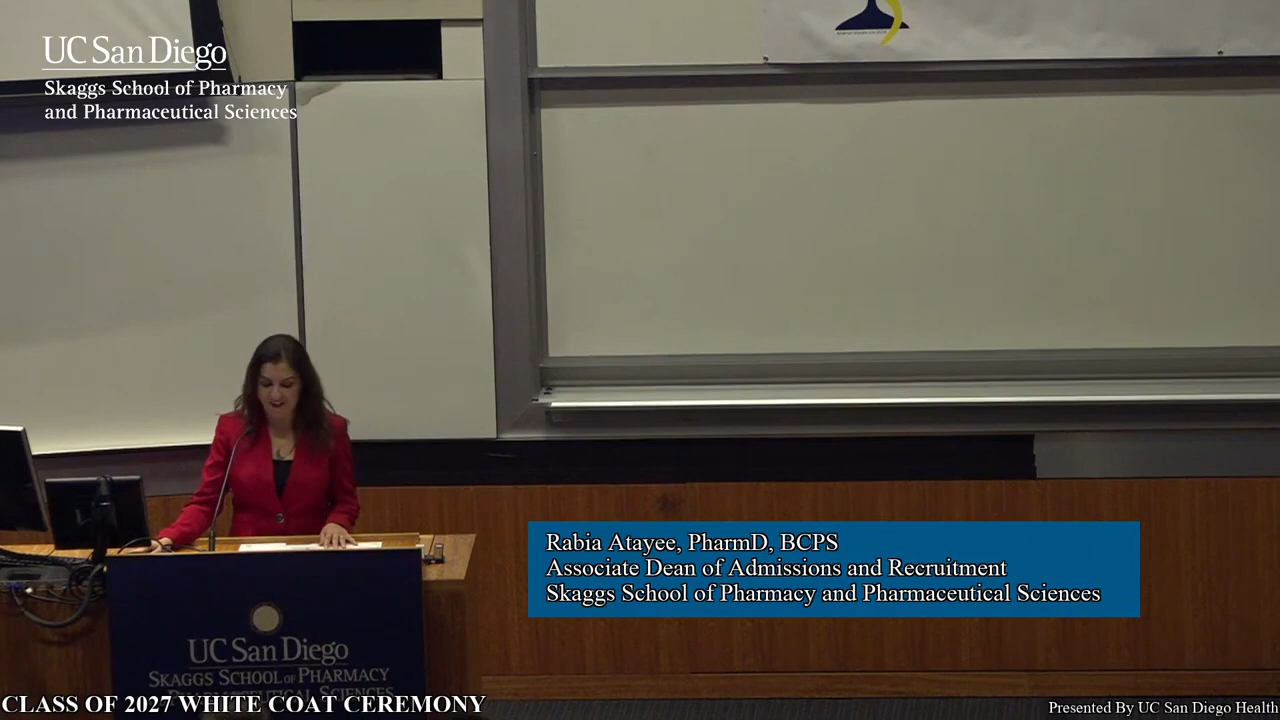 UC San Diego
Skaggs School of Pharmacy
and Pharmaceutical Sciences
Rabia Atayee, PharmD, BCPS
Associate Dean of Admissions and Recruitment
Skaggs School of Pharmacy and Pharmaceutical Sciences
UC San Diego
SKAGGS SCHOOL OF PHARMACY
PHARMACEUTICAL SCIENCES
CLASS OF 2027 WHITE COAT CEREMONY
Presented By UC San Diego Health